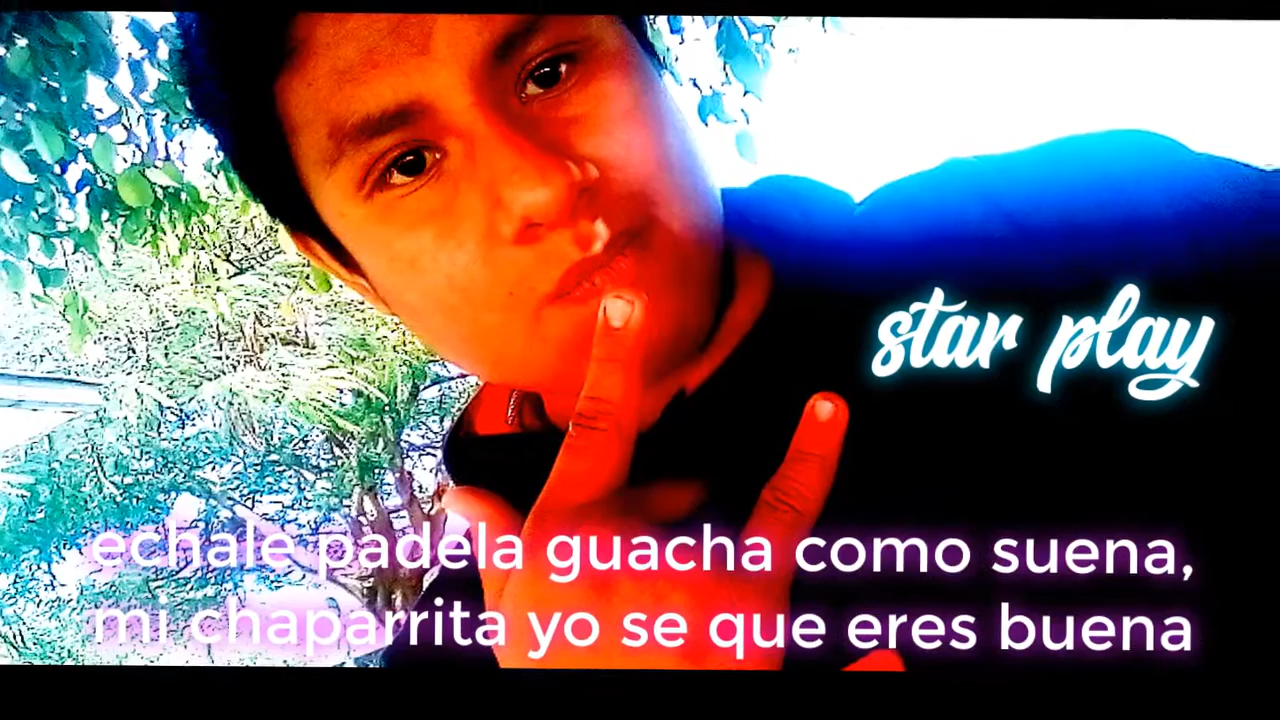 star play
echale padela guacha como suena,
mi chaparrita yo se que eres buena